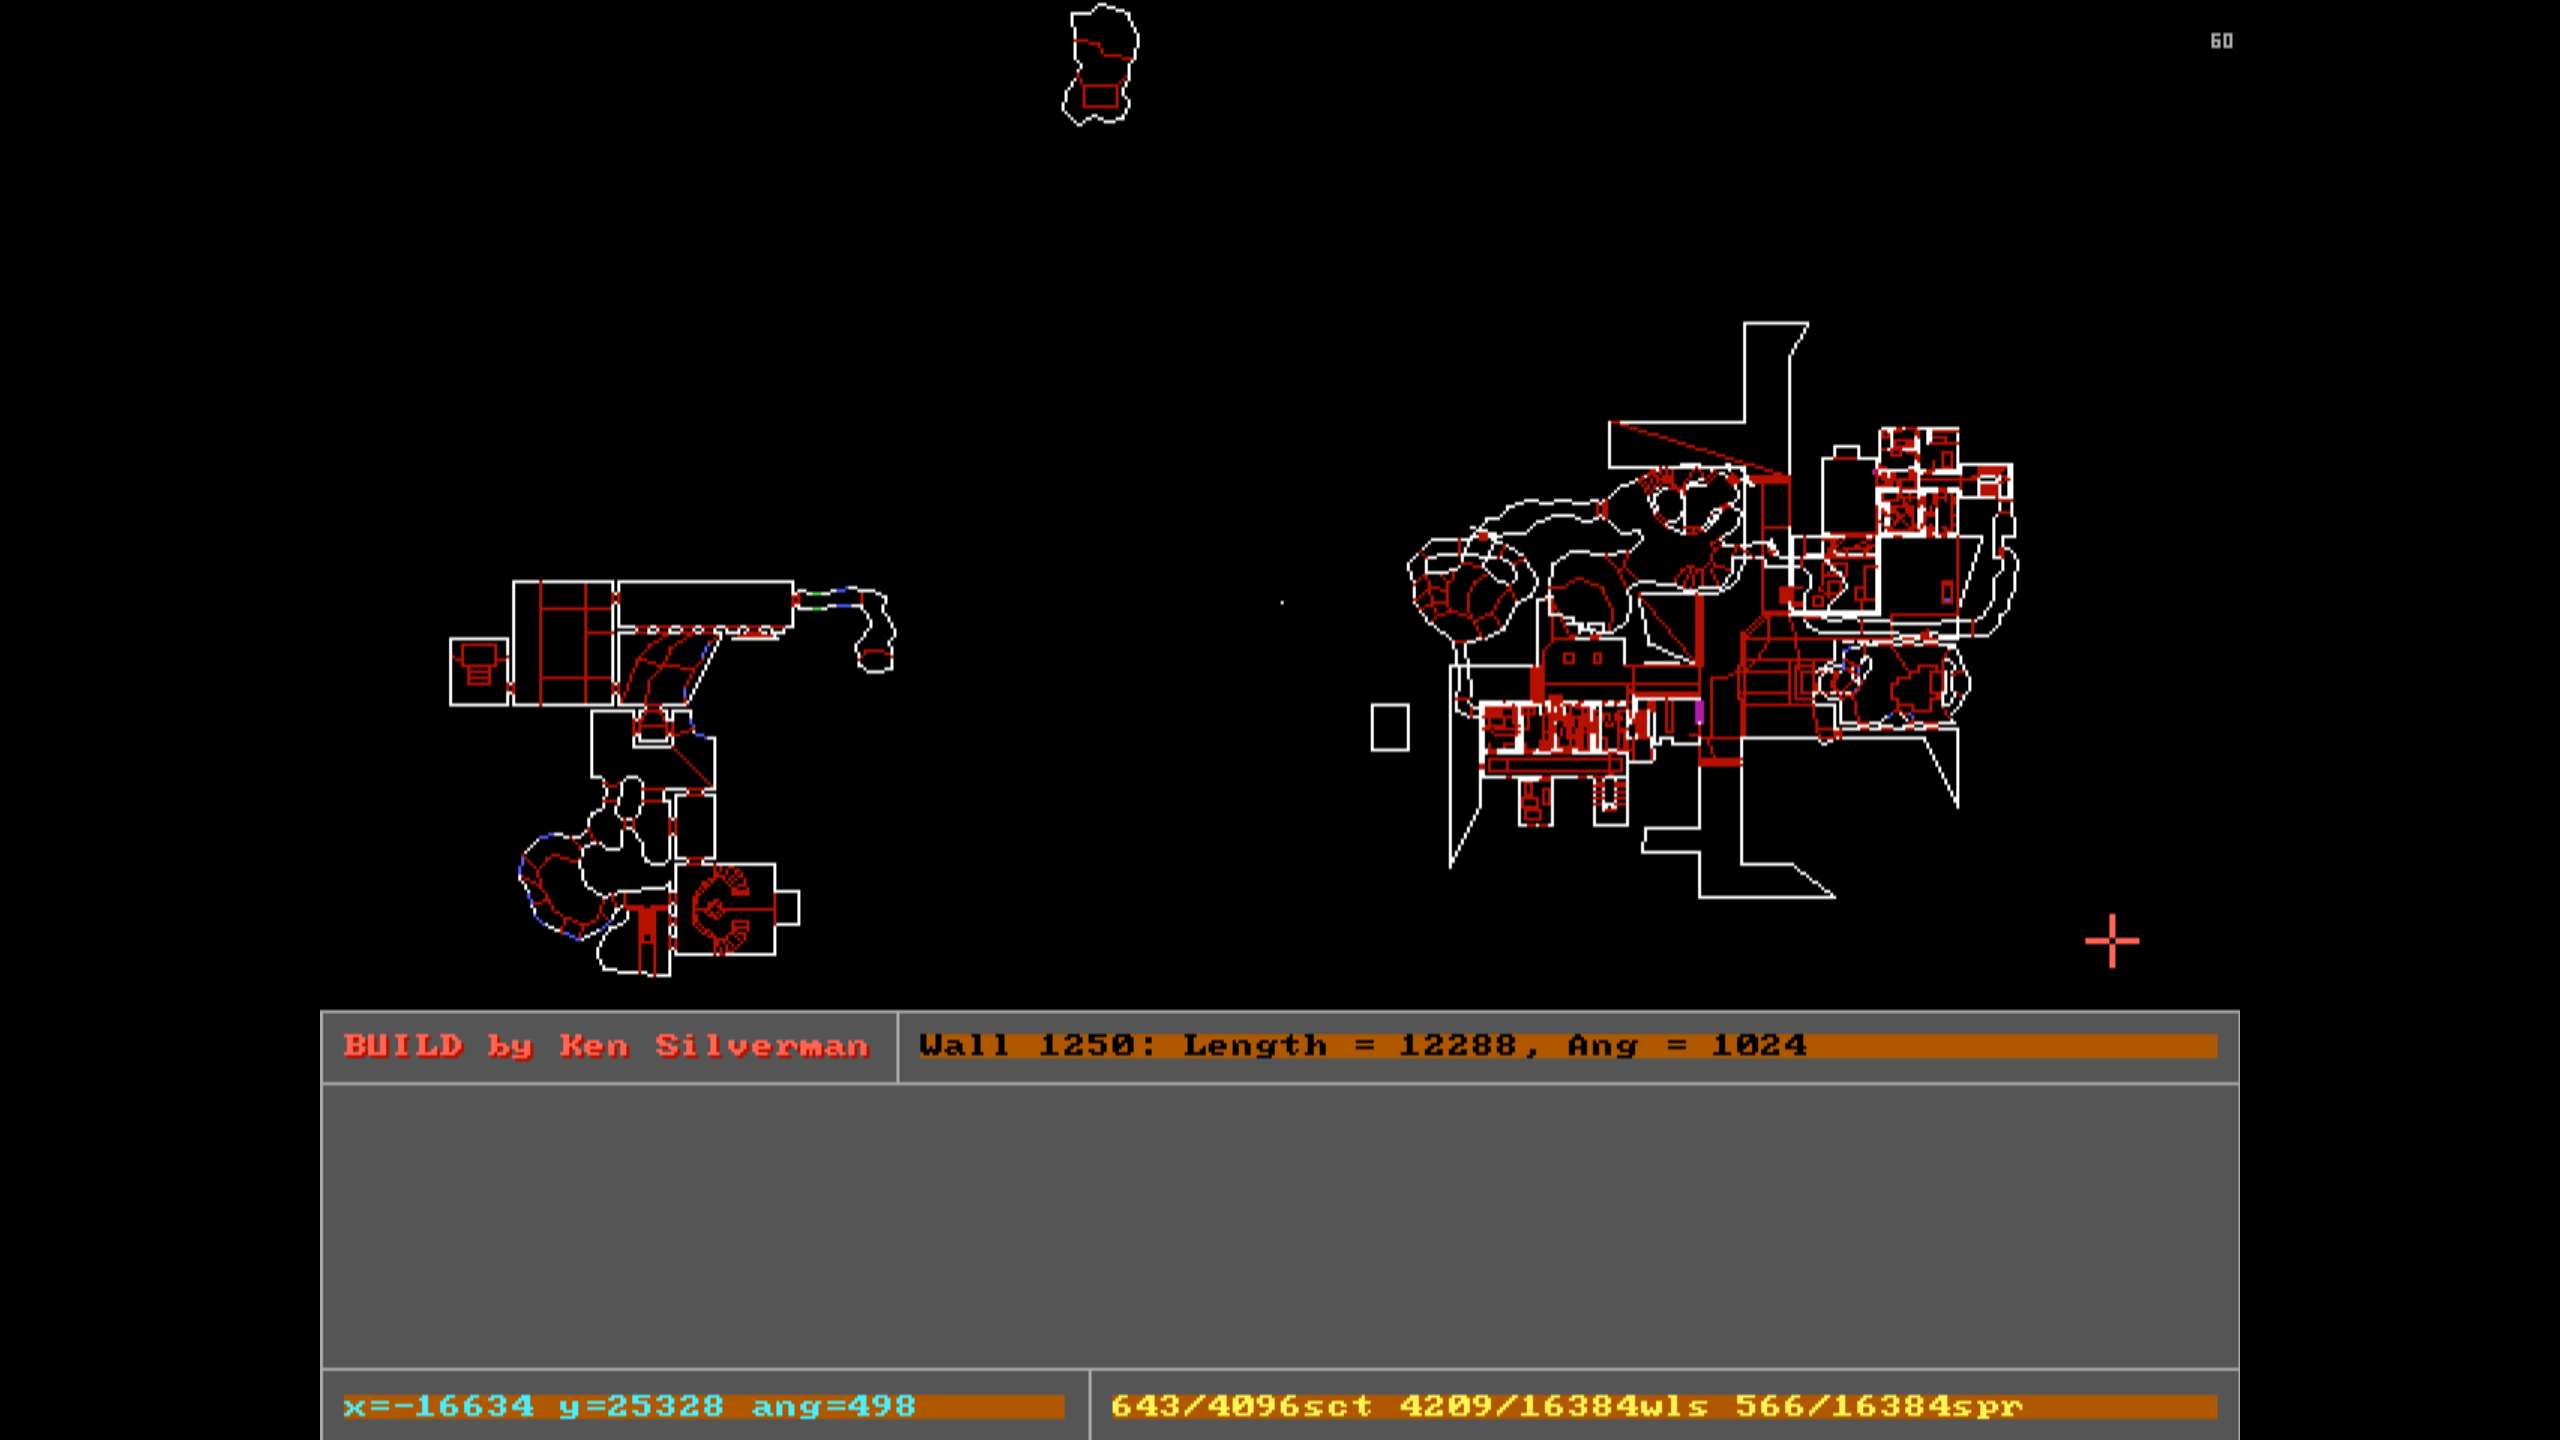 60
BUILD by Ken Silverman
Wall 1250: Length = 12288, Ang = 1024
x=-16634 y=25328 ang=498
643/4096sct 4209/16384wls 566/16384spr